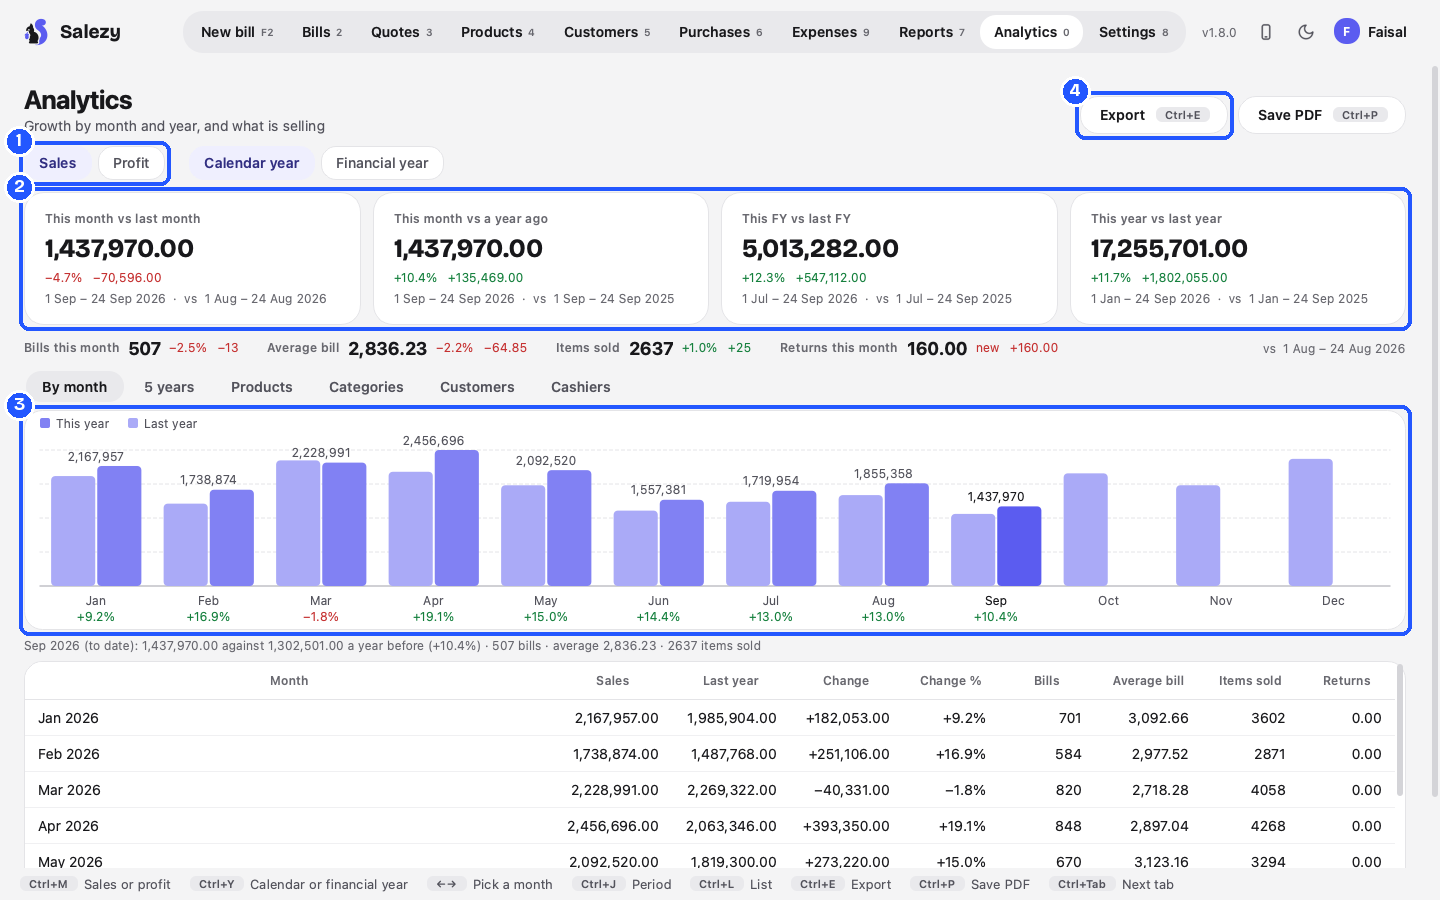 Salezy
New bill F2 Bills 2 Quotes 3 Products 4 Customers 5 Purchases 6 Expenses 9 Reports 7 Analytics 0 Settings 8 v1.8.0 F Faisal
Analytics
Growth by month and year, and what is selling
4 Export Ctrl+E Save PDF Ctrl+P
1 Sales Profit Calendar year Financial year
2
This month vs last month
1,437,970.00
−4.7% −70,596.00
1 Sep – 24 Sep 2026 · vs 1 Aug – 24 Aug 2026
This month vs a year ago
1,437,970.00
+10.4% +135,469.00
1 Sep – 24 Sep 2026 · vs 1 Sep – 24 Sep 2025
This FY vs last FY
5,013,282.00
+12.3% +547,112.00
1 Jul – 24 Sep 2026 · vs 1 Jul – 24 Sep 2025
This year vs last year
17,255,701.00
+11.7% +1,802,055.00
1 Jan – 24 Sep 2026 · vs 1 Jan – 24 Sep 2025
Bills this month 507 −2.5% −13 Average bill 2,836.23 −2.2% −64.85 Items sold 2637 +1.0% +25 Returns this month 160.00 new +160.00 vs 1 Aug – 24 Aug 2026
By month 5 years Products Categories Customers Cashiers
3
This year Last year
2,167,957 1,738,874 2,228,991 2,456,696 2,092,520 1,557,381 1,719,954 1,855,358 1,437,970
Jan Feb Mar Apr May Jun Jul Aug Sep Oct Nov Dec
+9.2% +16.9% −1.8% +19.1% +15.0% +14.4% +13.0% +13.0% +10.4%
Sep 2026 (to date): 1,437,970.00 against 1,302,501.00 a year before (+10.4%) · 507 bills · average 2,836.23 · 2637 items sold
Month Sales Last year Change Change % Bills Average bill Items sold Returns
Jan 2026 2,167,957.00 1,985,904.00 +182,053.00 +9.2% 701 3,092.66 3602 0.00
Feb 2026 1,738,874.00 1,487,768.00 +251,106.00 +16.9% 584 2,977.52 2871 0.00
Mar 2026 2,228,991.00 2,269,322.00 −40,331.00 −1.8% 820 2,718.28 4058 0.00
Apr 2026 2,456,696.00 2,063,346.00 +393,350.00 +19.1% 848 2,897.04 4268 0.00
May 2026 2,092,520.00 1,819,300.00 +273,220.00 +15.0% 670 3,123.16 3294 0.00
Ctrl+M Sales or profit Ctrl+Y Calendar or financial year ←→ Pick a month Ctrl+J Period Ctrl+L List Ctrl+E Export Ctrl+P Save PDF Ctrl+Tab Next tab